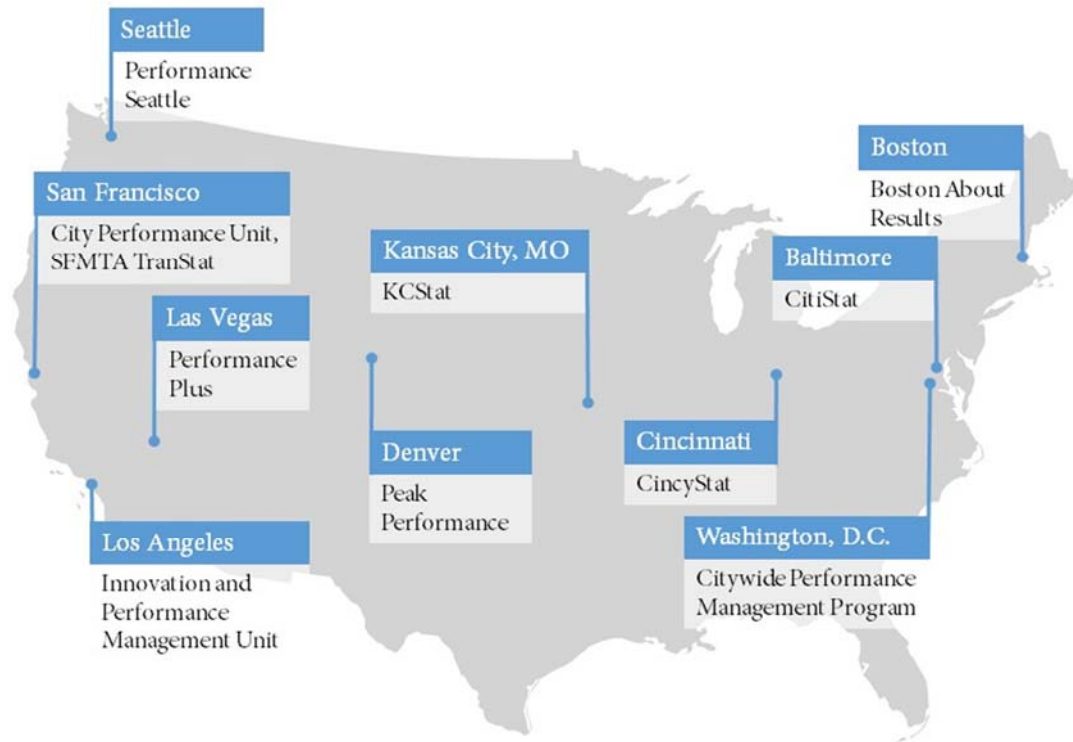 Seattle
Performance
Seattle
San Francisco
City Performance Unit,
SFMTA TranStat
Las Vegas
Performance
Plus
Los Angeles
Innovation and
Performance
Management Unit
Kansas City, MO
KCStat
Denver
Peak
Performance
Boston
Boston About
Results
Baltimore
CitiStat
Cincinnati
CincyStat
Washington, D.C.
Citywide Performance
Management Program